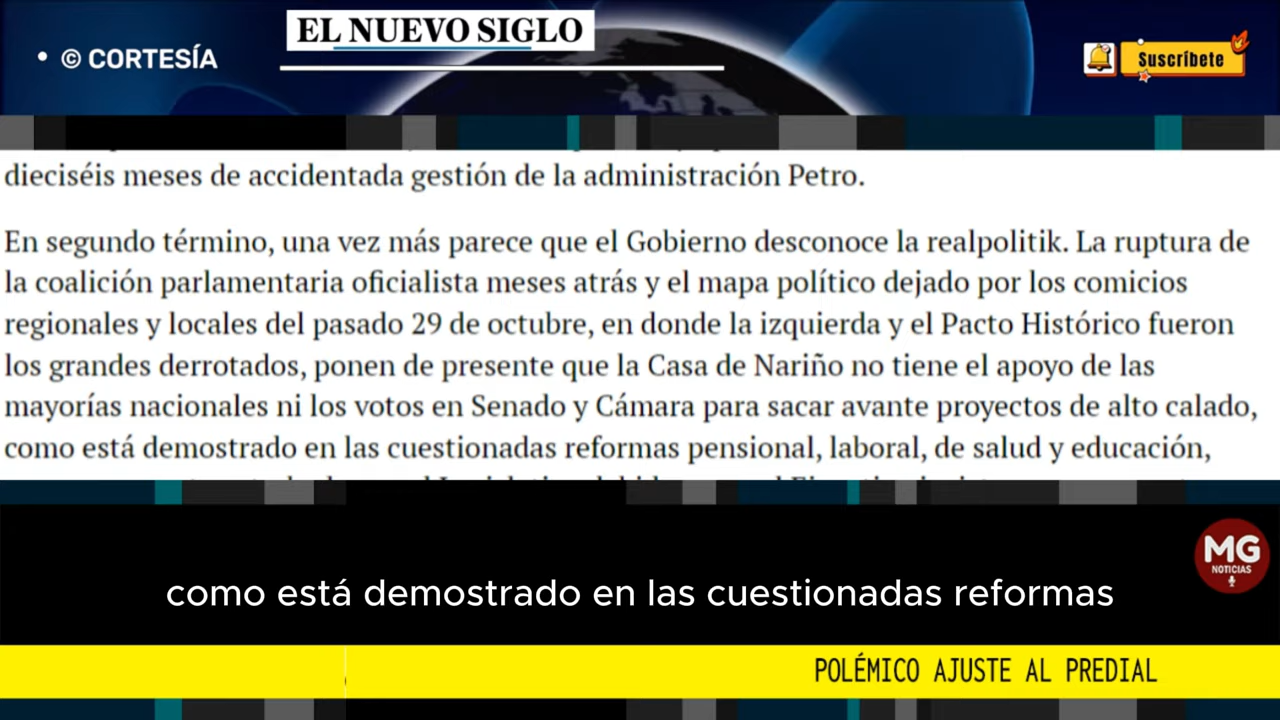 • © CORTESÍA
EL NUEVO SIGLO
Suscríbete
dieciséis meses de accidentada gestión de la administración Petro.
En segundo término, una vez más parece que el Gobierno desconoce la realpolitik. La ruptura de
la coalición parlamentaria oficialista meses atrás y el mapa político dejado por los comicios
regionales y locales del pasado 29 de octubre, en donde la izquierda y el Pacto Histórico fueron
los grandes derrotados, ponen de presente que la Casa de Nariño no tiene el apoyo de las
mayorías nacionales ni los votos en Senado y Cámara para sacar avante proyectos de alto calado,
como está demostrado en las cuestionadas reformas pensional, laboral, de salud y educación,
MG
NOTICIAS
como está demostrado en las cuestionadas reformas
POLÉMICO AJUSTE AL PREDIAL